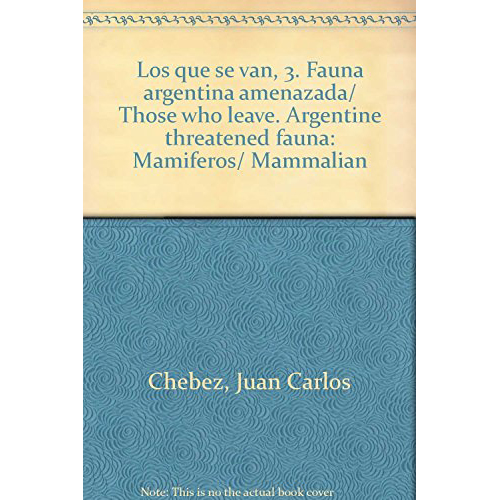 Los que se van, 3. Fauna
argentina amenazada/
Those who leave. Argentine
threatened fauna:
Mamiferos/ Mammalian
Chebez, Juan Carlos
Note: This is no the actual book cover